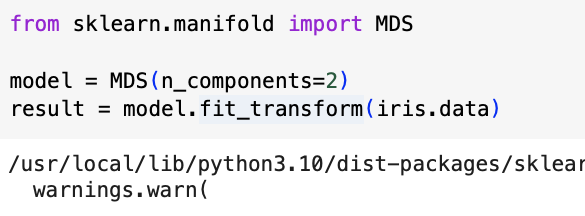 from sklearn.manifold import MDS
model = MDS(n_components=2)
result = model.fit_transform(iris.data)
/usr/local/lib/python3.10/dist-packages/sklear
warnings.warn(